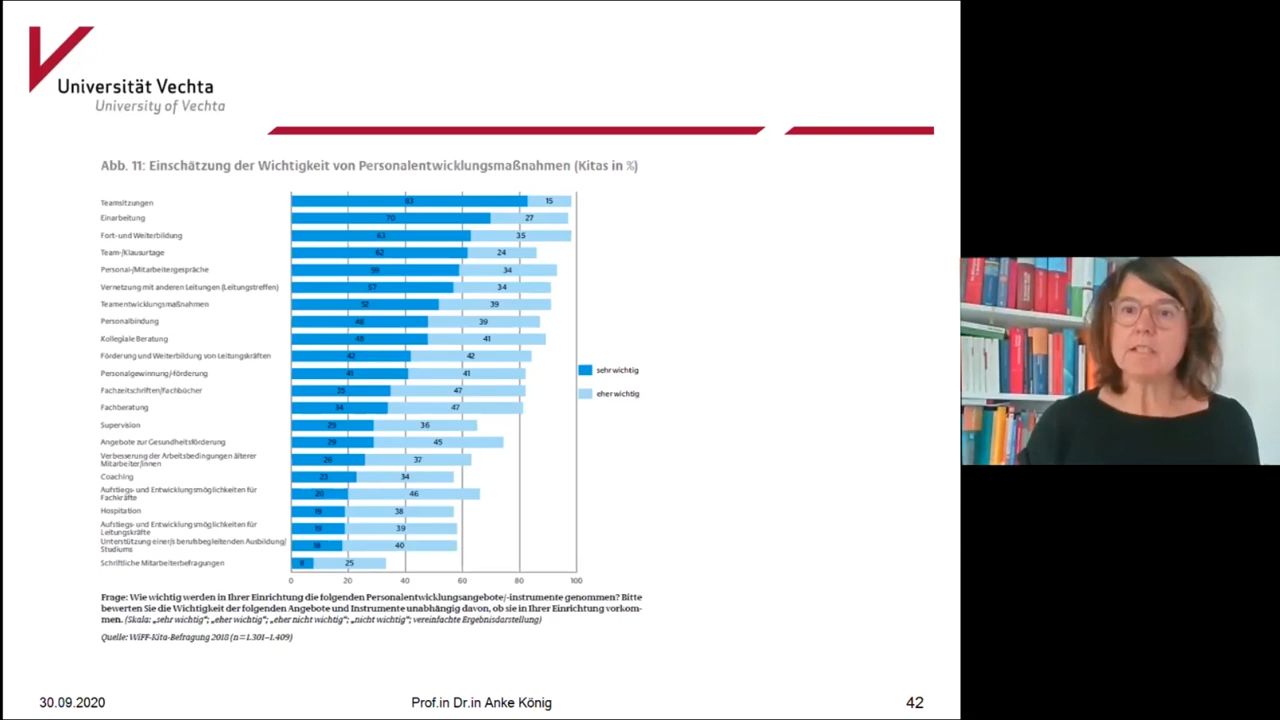 Universität Vechta
University of Vechta
Abb. 11: Einschätzung der Wichtigkeit von Personalentwicklungsmaßnahmen (Kitas in %)
Teamsitzungen 83 15
Einarbeitung 70 27
Fort- und Weiterbildung 63 35
Team-/Klausurtage 62 24
Personal-/Mitarbeitergespräche 59 34
Vernetzung mit anderen Leitungen (Leitungstreffen) 57 34
Teamentwicklungsmaßnahmen 52 39
Personalbindung 48 39
Kollegiale Beratung 48 41
Förderung und Weiterbildung von Leitungskräften 42 42
Personalgewinnung/-förderung 41 41
Fachzeitschriften/Fachbücher 35 47
Fachberatung 34 47
Supervision 29 36
Angebote zur Gesundheitsförderung 29 45
Verbesserung der Arbeitsbedingungen älterer
Mitarbeiter/innen 26 37
Coaching 23 34
Aufstiegs- und Entwicklungsmöglichkeiten für
Fachkräfte 20 46
Hospitation 19 38
Aufstiegs- und Entwicklungsmöglichkeiten für
Leitungskräfte 19 39
Unterstützung einer/s berufsbegleitenden Ausbildung/
Studiums 18 40
Schriftliche Mitarbeiterbefragungen 8 25
0 20 40 60 80 100
sehr wichtig
eher wichtig
Frage: Wie wichtig werden in Ihrer Einrichtung die folgenden Personalentwicklungsangebote/-instrumente genommen? Bitte
bewerten Sie die Wichtigkeit der folgenden Angebote und Instrumente unabhängig davon, ob sie in Ihrer Einrichtung vorkom-
men. (Skala: „sehr wichtig“; „eher wichtig“; „eher nicht wichtig“; „nicht wichtig“; vereinfachte Ergebnisdarstellung)
Quelle: WiFF-Kita-Befragung 2018 (n=1.301–1.409)
30.09.2020
Prof.in Dr.in Anke König
42